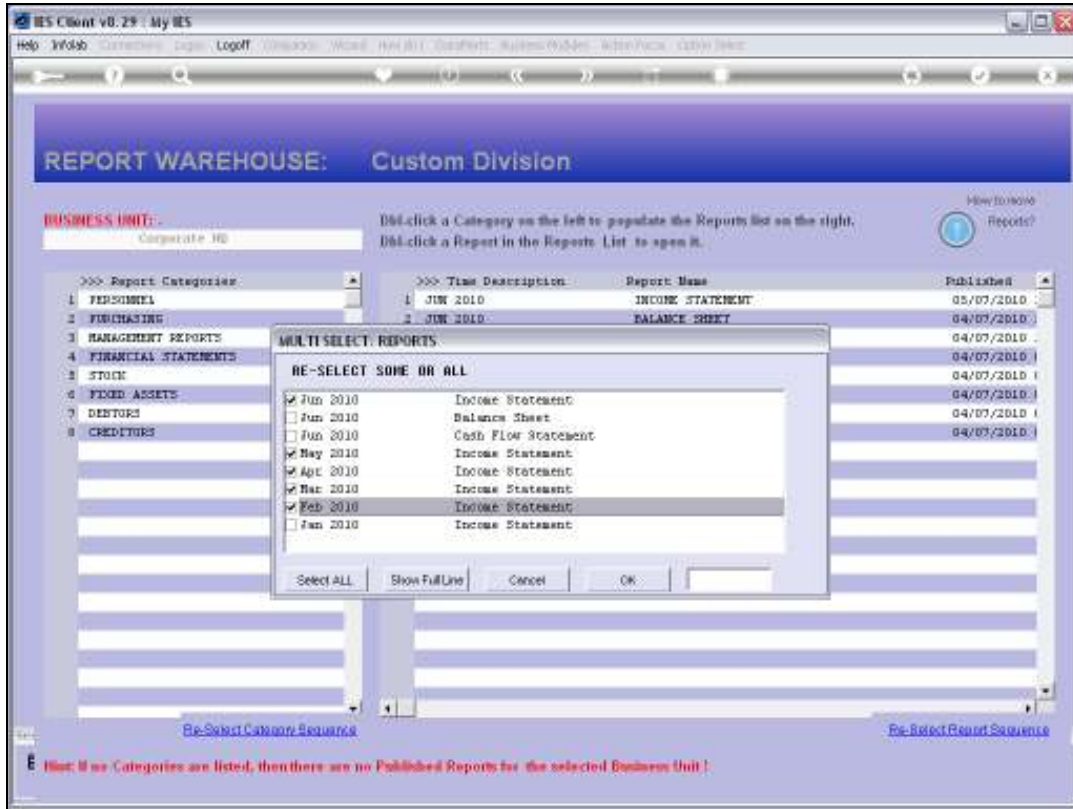 IES Client v8.29 : My IES
Help Infolab Logoff
REPORT WAREHOUSE: Custom Division
How to move
Reports?
BUSINESS UNIT: .
Corporate HQ
Dbl-click a Category on the left to populate the Reports list on the right.
Dbl-click a Report in the Reports List to open it.
>>> Report Categories
1 PERSONNEL
2 PURCHASING
3 MANAGEMENT REPORTS
4 FINANCIAL STATEMENTS
5 STOCK
6 FIXED ASSETS
7 DEBTORS
8 CREDITORS
>>> Time Description Report Name Published
1 JUN 2010 INCOME STATEMENT 05/07/2010
2 JUN 2010 BALANCE SHEET 04/07/2010
04/07/2010
04/07/2010
04/07/2010
04/07/2010
04/07/2010
04/07/2010
MULTI SELECT: REPORTS
RE-SELECT SOME OR ALL
Jun 2010 Income Statement
Jun 2010 Balance Sheet
Jun 2010 Cash Flow Statement
May 2010 Income Statement
Apr 2010 Income Statement
Mar 2010 Income Statement
Feb 2010 Income Statement
Jan 2010 Income Statement
Select ALL Show Full Line Cancel OK
Re-Select Category Sequence
Re-Select Report Sequence
Hint: If no Categories are listed, then there are no Published Reports for the selected Business Unit !